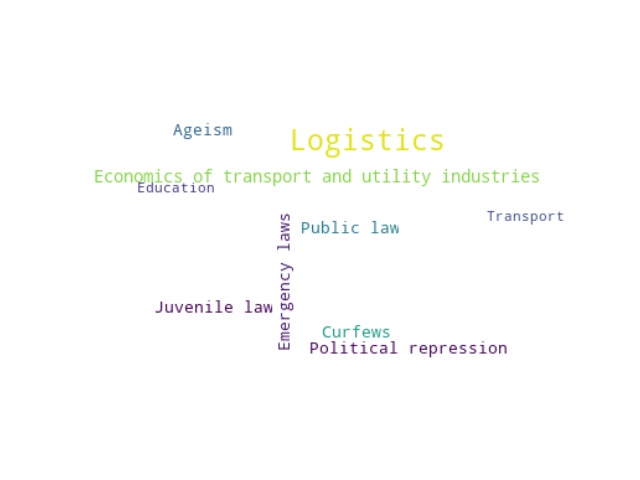 Ageism
Logistics
Economics of transport and utility industries
Education
Transport
Public law
Emergency laws
Juvenile law
Curfews
Political repression